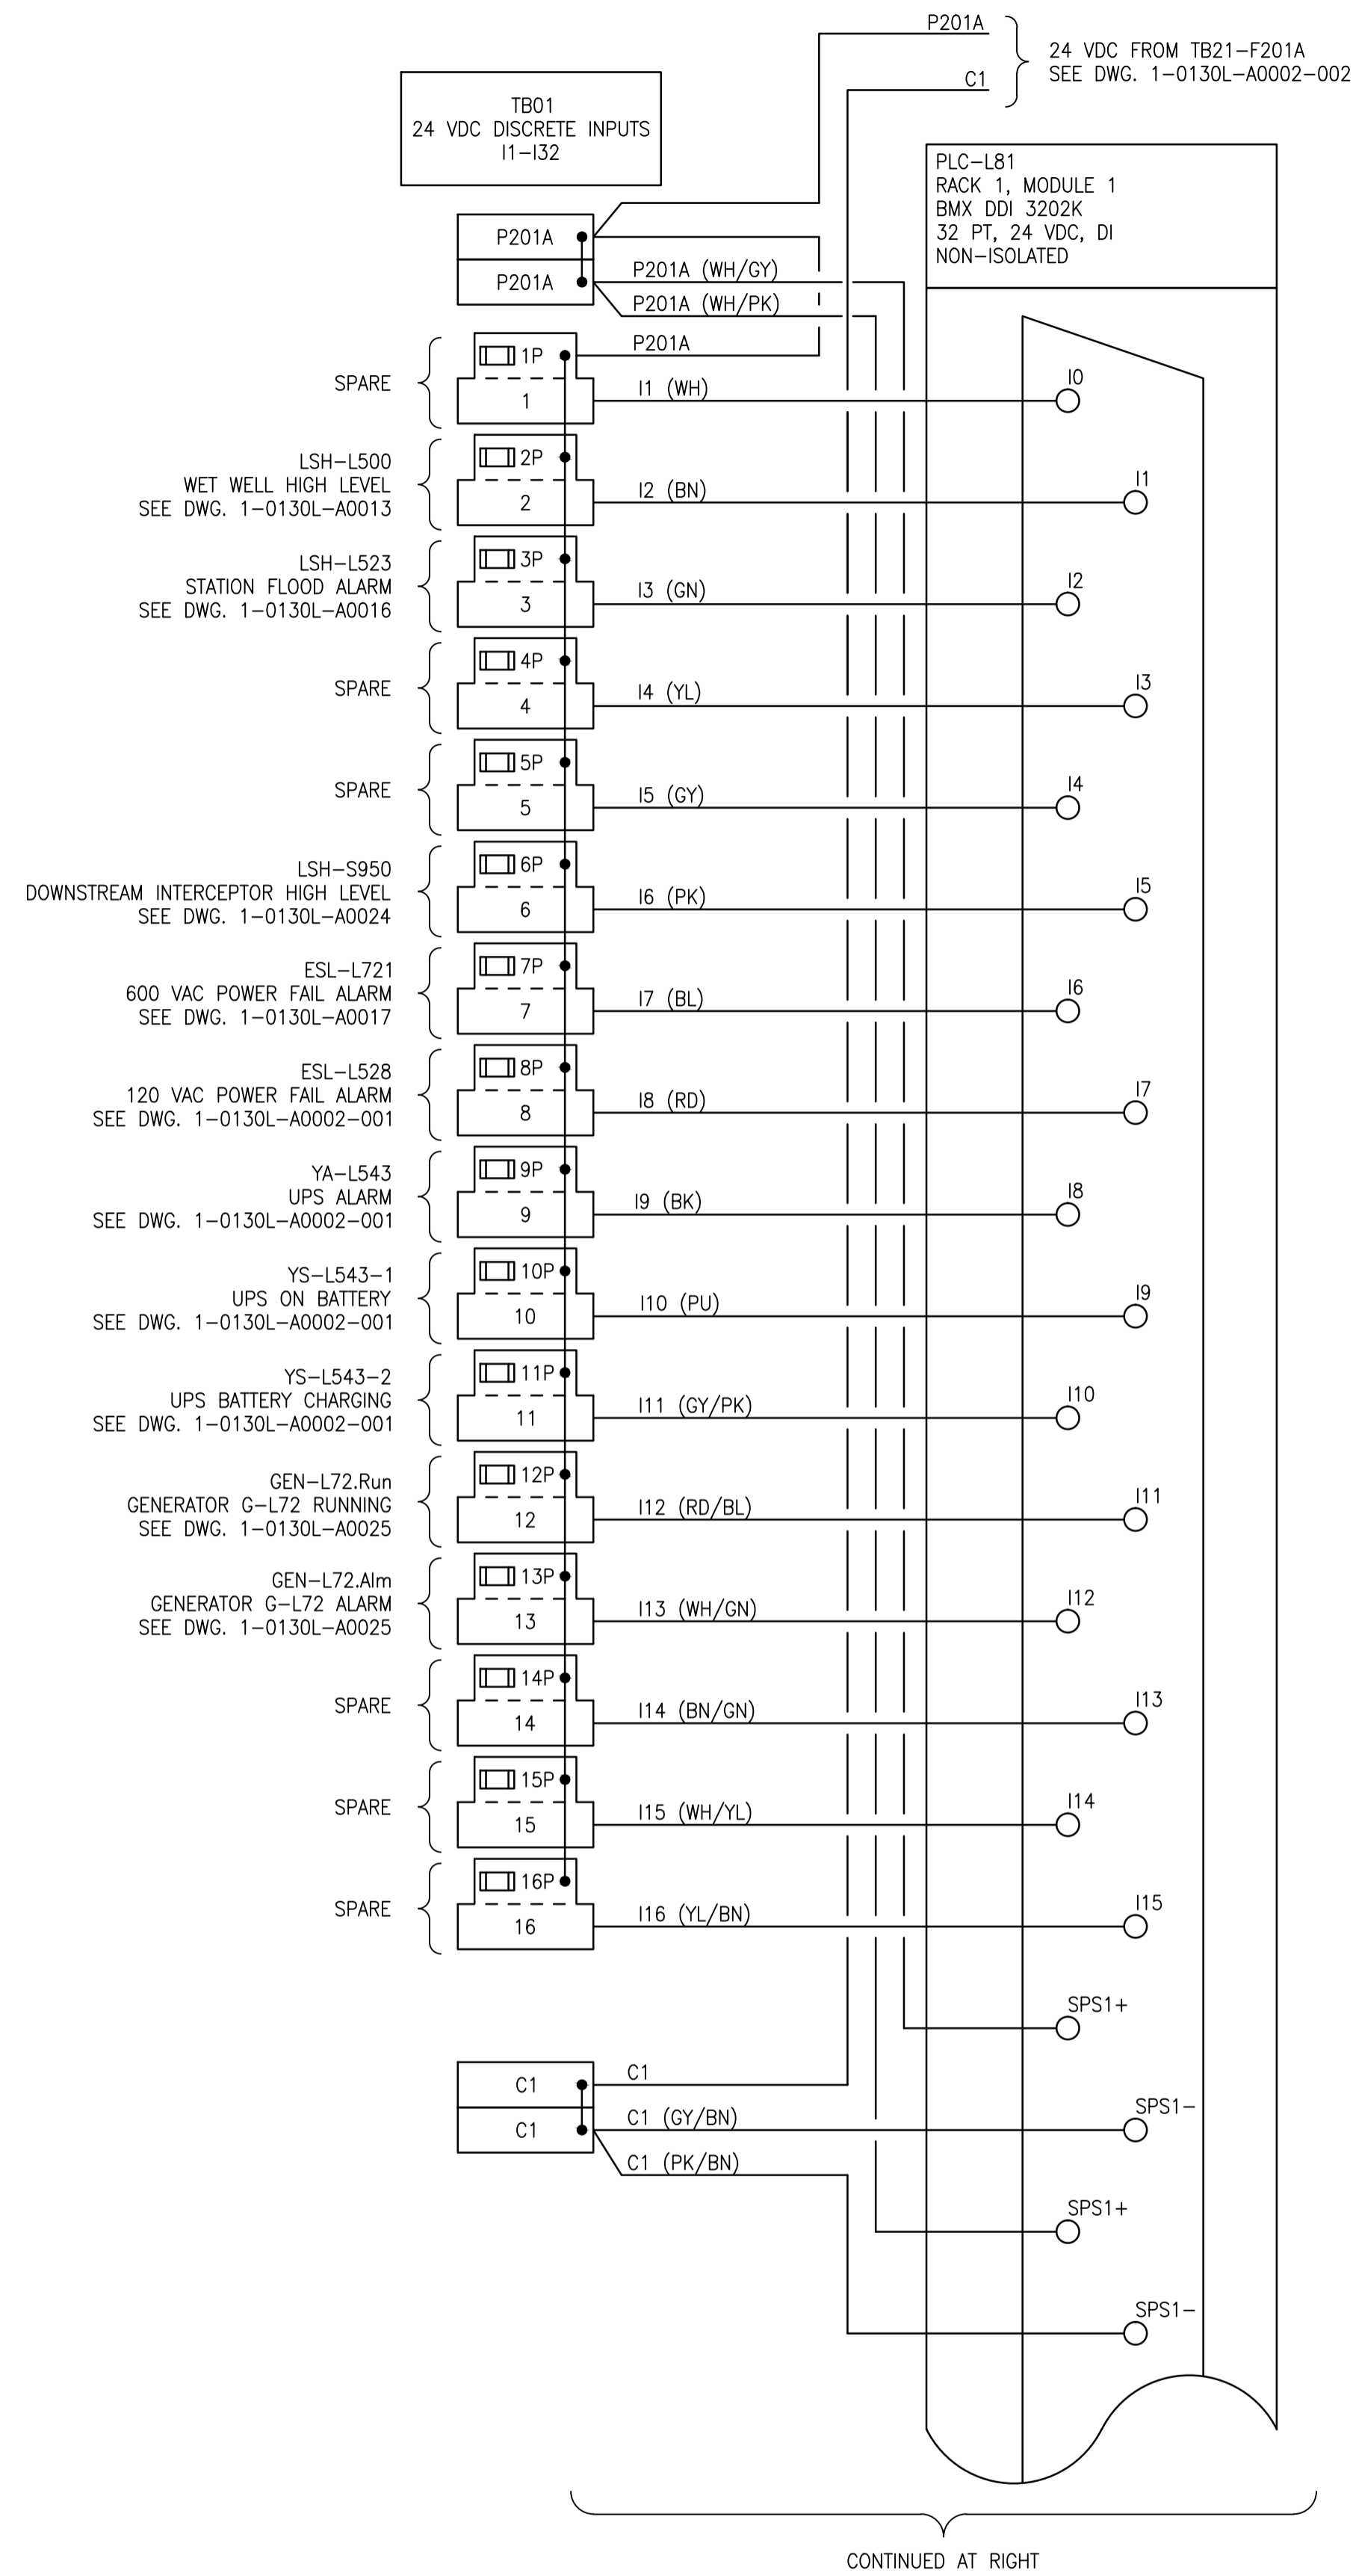 P201A
C1
24 VDC FROM TB21-F201A
SEE DWG. 1-0130L-A0002-002
TB01
24 VDC DISCRETE INPUTS
I1-I32
PLC-L81
RACK 1, MODULE 1
BMX DDI 3202K
32 PT, 24 VDC, DI
NON-ISOLATED
P201A
P201A
P201A (WH/GY)
P201A (WH/PK)
P201A
SPARE
1P
1
I1 (WH)
I0
LSH-L500
WET WELL HIGH LEVEL
SEE DWG. 1-0130L-A0013
2P
2
I2 (BN)
I1
LSH-L523
STATION FLOOD ALARM
SEE DWG. 1-0130L-A0016
3P
3
I3 (GN)
I2
SPARE
4P
4
I4 (YL)
I3
SPARE
5P
5
I5 (GY)
I4
LSH-S950
DOWNSTREAM INTERCEPTOR HIGH LEVEL
SEE DWG. 1-0130L-A0024
6P
6
I6 (PK)
I5
ESL-L721
600 VAC POWER FAIL ALARM
SEE DWG. 1-0130L-A0017
7P
7
I7 (BL)
I6
ESL-L528
120 VAC POWER FAIL ALARM
SEE DWG. 1-0130L-A0002-001
8P
8
I8 (RD)
I7
YA-L543
UPS ALARM
SEE DWG. 1-0130L-A0002-001
9P
9
I9 (BK)
I8
YS-L543-1
UPS ON BATTERY
SEE DWG. 1-0130L-A0002-001
10P
10
I10 (PU)
I9
YS-L543-2
UPS BATTERY CHARGING
SEE DWG. 1-0130L-A0002-001
11P
11
I11 (GY/PK)
I10
GEN-L72.Run
GENERATOR G-L72 RUNNING
SEE DWG. 1-0130L-A0025
12P
12
I12 (RD/BL)
I11
GEN-L72.Alm
GENERATOR G-L72 ALARM
SEE DWG. 1-0130L-A0025
13P
13
I13 (WH/GN)
I12
SPARE
14P
14
I14 (BN/GN)
I13
SPARE
15P
15
I15 (WH/YL)
I14
SPARE
16P
16
I16 (YL/BN)
I15
SPS1+
C1
C1
C1
C1 (GY/BN)
C1 (PK/BN)
SPS1-
SPS1+
SPS1-
CONTINUED AT RIGHT